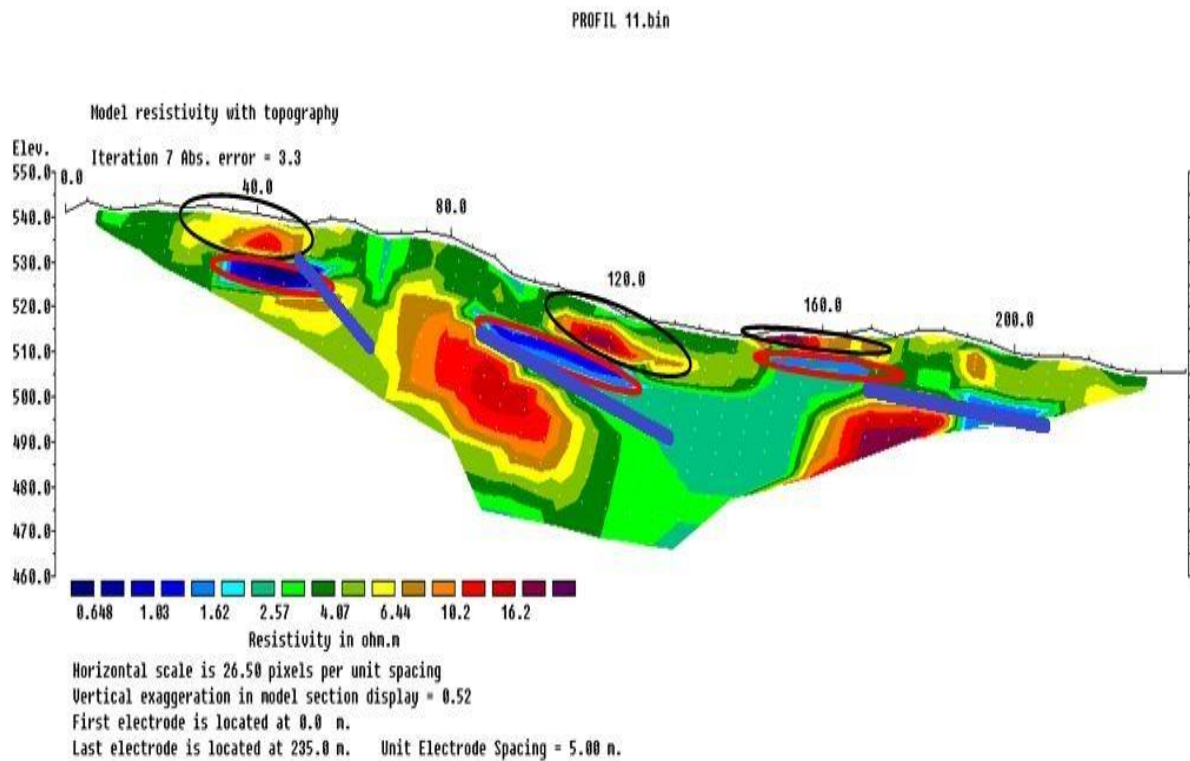 PROFIL 11.bin
Model resistivity with topography
Iteration 7 Abs. error = 3.3
Elev.
0.0
40.0
80.0
120.0
160.0
200.0
550.0
540.0
530.0
520.0
510.0
500.0
490.0
480.0
470.0
460.0
0.648 1.03 1.62 2.57 4.07 6.44 10.2 16.2
Resistivity in ohm.m
Horizontal scale is 26.50 pixels per unit spacing
Vertical exaggeration in model section display = 0.52
First electrode is located at 0.0 m.
Last electrode is located at 235.0 m. Unit Electrode Spacing = 5.00 m.